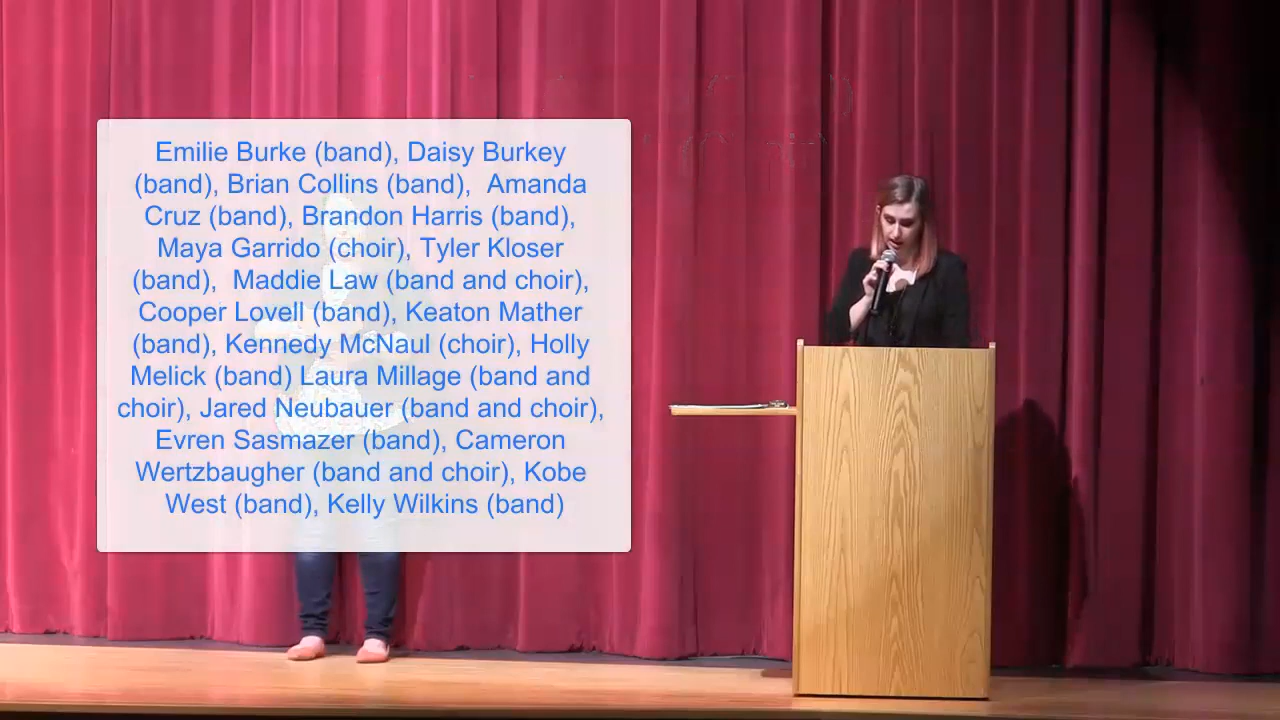 Emilie Burke (band), Daisy Burkey
(band), Brian Collins (band),  Amanda
Cruz (band), Brandon Harris (band),
Maya Garrido (choir), Tyler Kloser
(band),  Maddie Law (band and choir),
Cooper Lovell (band), Keaton Mather
(band), Kennedy McNaul (choir), Holly
Melick (band) Laura Millage (band and
choir), Jared Neubauer (band and choir),
Evren Sasmazer (band), Cameron
Wertzbaugher (band and choir), Kobe
West (band), Kelly Wilkins (band)